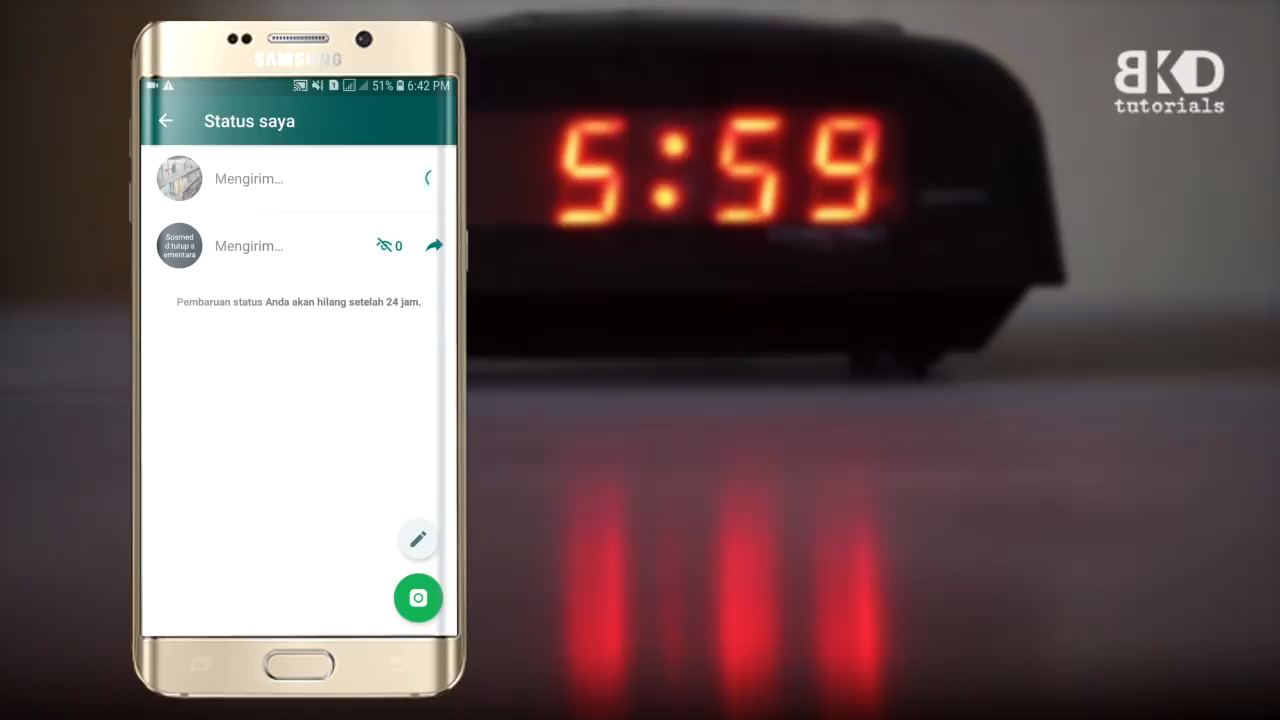 SAMSUNG
51% 6:42 PM
Status saya
Mengirim...
Sosmed
d tutup s
ementara
Mengirim...
0
Pembaruan status Anda akan hilang setelah 24 jam.
5:59
BKD
tutorials